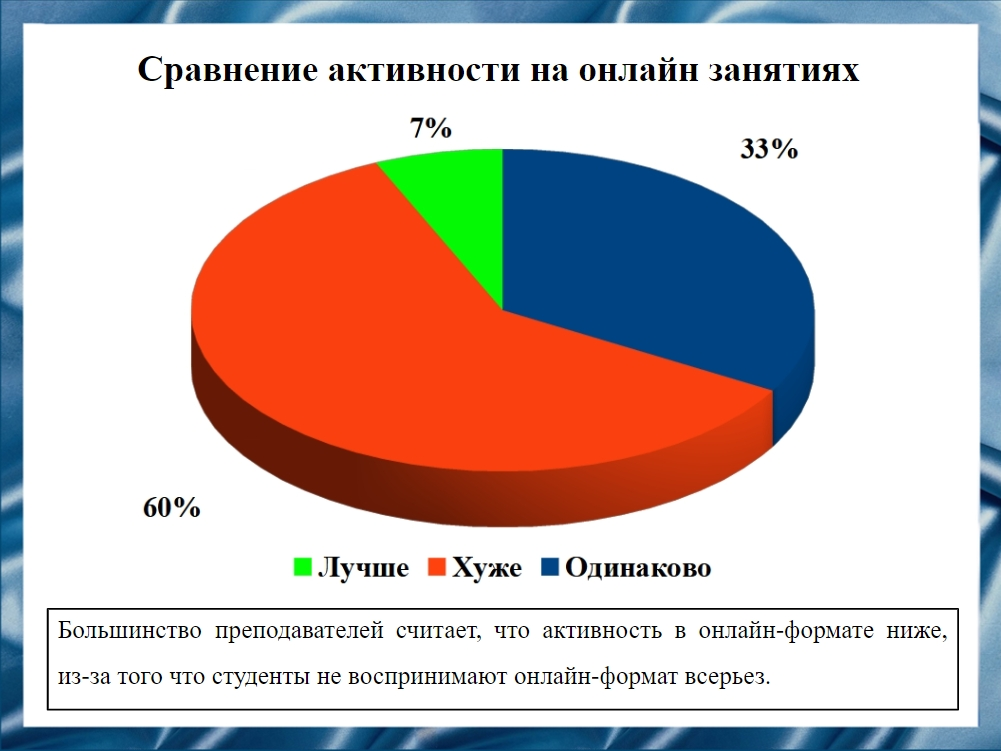 Сравнение активности на онлайн занятиях
7%
33%
60%
Лучше Хуже Одинаково
Большинство преподавателей считает, что активность в онлайн-формате ниже,
из-за того что студенты не воспринимают онлайн-формат всерьез.